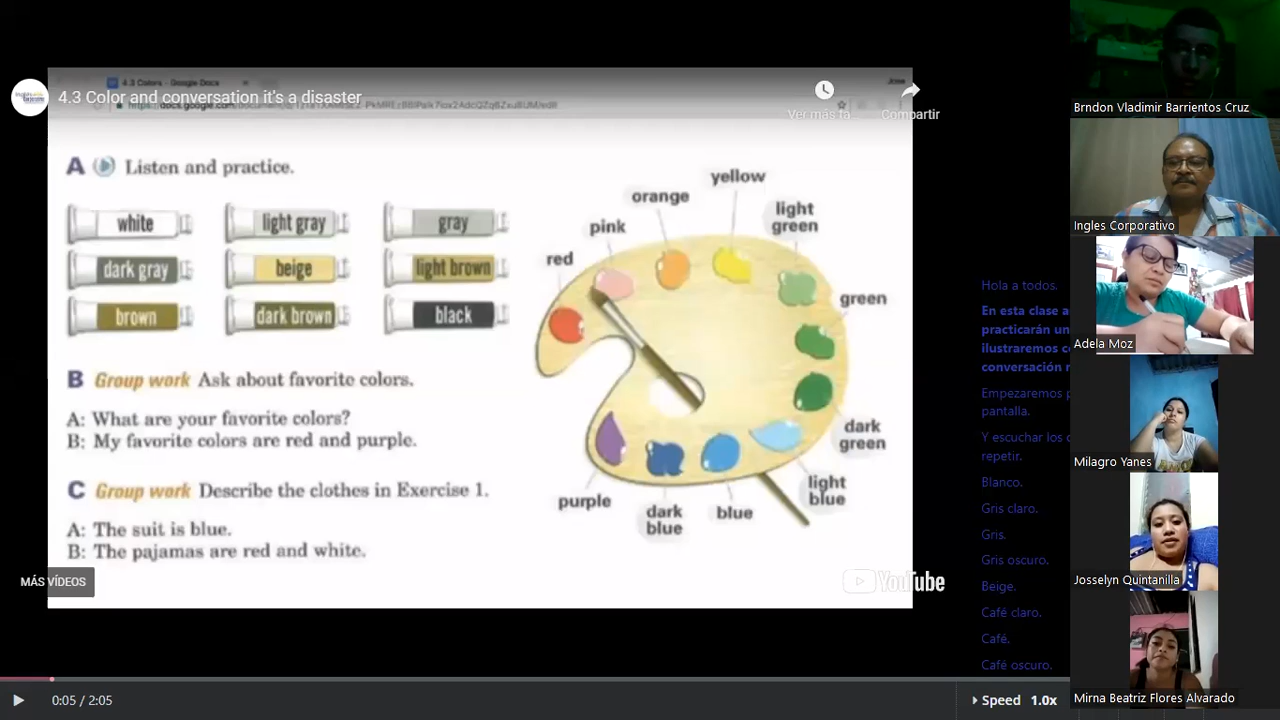 4.3 Colors - Google Docs
4.3 Color and conversation it's a disaster
Ver más ta
Compartir
A Listen and practice.
white
light gray
gray
dark gray
beige
light brown
brown
dark brown
black
B Group work Ask about favorite colors.
A: What are your favorite colors?
B: My favorite colors are red and purple.
C Group work Describe the clothes in Exercise 1.
A: The suit is blue.
B: The pajamas are red and white.
red
pink
orange
yellow
light
green
green
dark
green
light
blue
blue
dark
blue
purple
MÁS VÍDEOS
YouTube
0:05 / 2:05
Speed 1.0x
Hola a todos.
En esta clase a
practicarán un
ilustraremos c
conversación r
Empezaremos p
pantalla.
Y escuchar los c
repetir.
Blanco.
Gris claro.
Gris.
Gris oscuro.
Beige.
Café claro.
Café.
Café oscuro.
Brndon Vladimir Barrientos Cruz
Ingles Corporativo
Adela Moz
Milagro Yanes
Josselyn Quintanilla
Mirna Beatriz Flores Alvarado